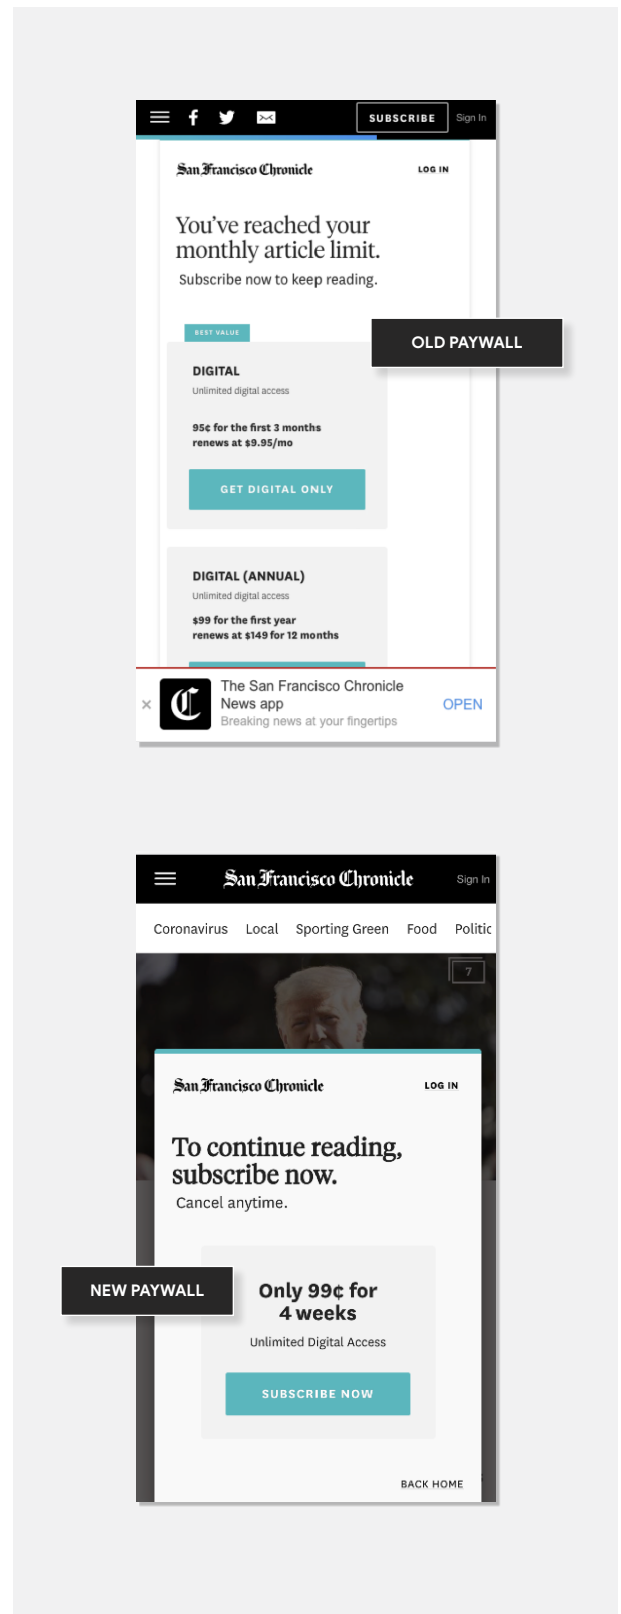 SUBSCRIBE Sign In
San Francisco Chronicle LOG IN
You've reached your
monthly article limit.
Subscribe now to keep reading.
BEST VALUE
OLD PAYWALL
DIGITAL
Unlimited digital access
95¢ for the first 3 months
renews at $9.95/mo
GET DIGITAL ONLY
DIGITAL (ANNUAL)
Unlimited digital access
$99 for the first year
renews at $149 for 12 months
C
The San Francisco Chronicle
News app
Breaking news at your fingertips
OPEN
San Francisco Chronicle Sign In
Coronavirus Local Sporting Green Food Politic
7
San Francisco Chronicle LOG IN
To continue reading,
subscribe now.
Cancel anytime.
NEW PAYWALL
Only 99¢ for
4 weeks
Unlimited Digital Access
SUBSCRIBE NOW
BACK HOME